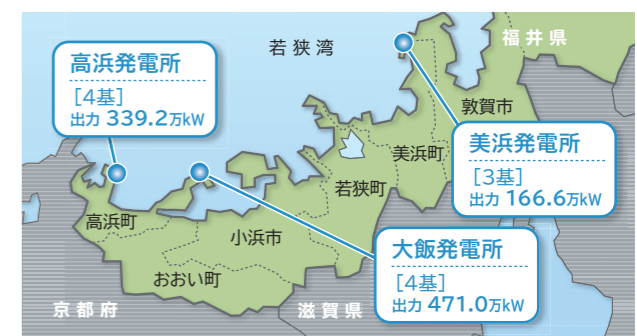 若狭湾
福井県
高浜発電所
[4基]
出力 339.2万kW
敦賀市
美浜発電所
[3基]
出力 166.6万kW
美浜町
若狭町
高浜町
小浜市
おおい町
大飯発電所
[4基]
出力 471.0万kW
京都府
滋賀県